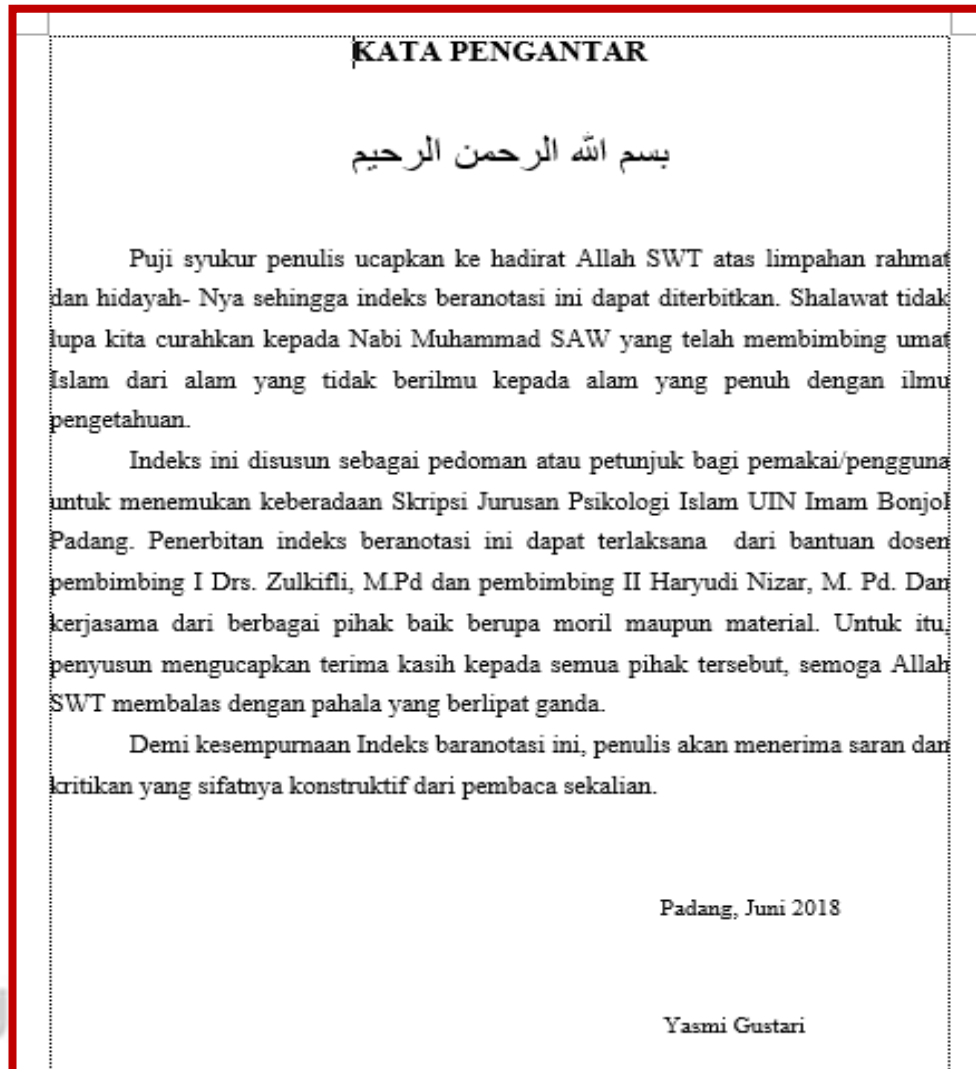 KATA PENGANTAR
بسم الله الرحمن الرحيم
Puji syukur penulis ucapkan ke hadirat Allah SWT atas limpahan rahmat
dan hidayah- Nya sehingga indeks beranotasi ini dapat diterbitkan. Shalawat tidak
lupa kita curahkan kepada Nabi Muhammad SAW yang telah membimbing umat
Islam dari alam yang tidak berilmu kepada alam yang penuh dengan ilmu
pengetahuan.
Indeks ini disusun sebagai pedoman atau petunjuk bagi pemakai/pengguna
untuk menemukan keberadaan Skripsi Jurusan Psikologi Islam UIN Imam Bonjol
Padang. Penerbitan indeks beranotasi ini dapat terlaksana  dari bantuan dosen
pembimbing I Drs. Zulkifli, M.Pd dan pembimbing II Haryudi Nizar, M. Pd. Dan
kerjasama dari berbagai pihak baik berupa moril maupun material. Untuk itu,
penyusun mengucapkan terima kasih kepada semua pihak tersebut, semoga Allah
SWT membalas dengan pahala yang berlipat ganda.
Demi kesempurnaan Indeks baranotasi ini, penulis akan menerima saran dan
kritikan yang sifatnya konstruktif dari pembaca sekalian.
Padang, Juni 2018
Yasmi Gustari